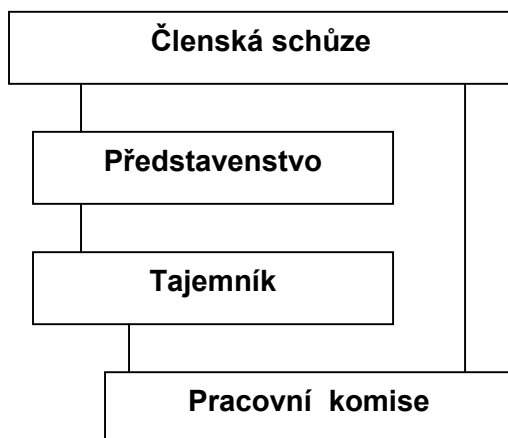 Členská schůze
Představenstvo
Tajemník
Pracovní komise